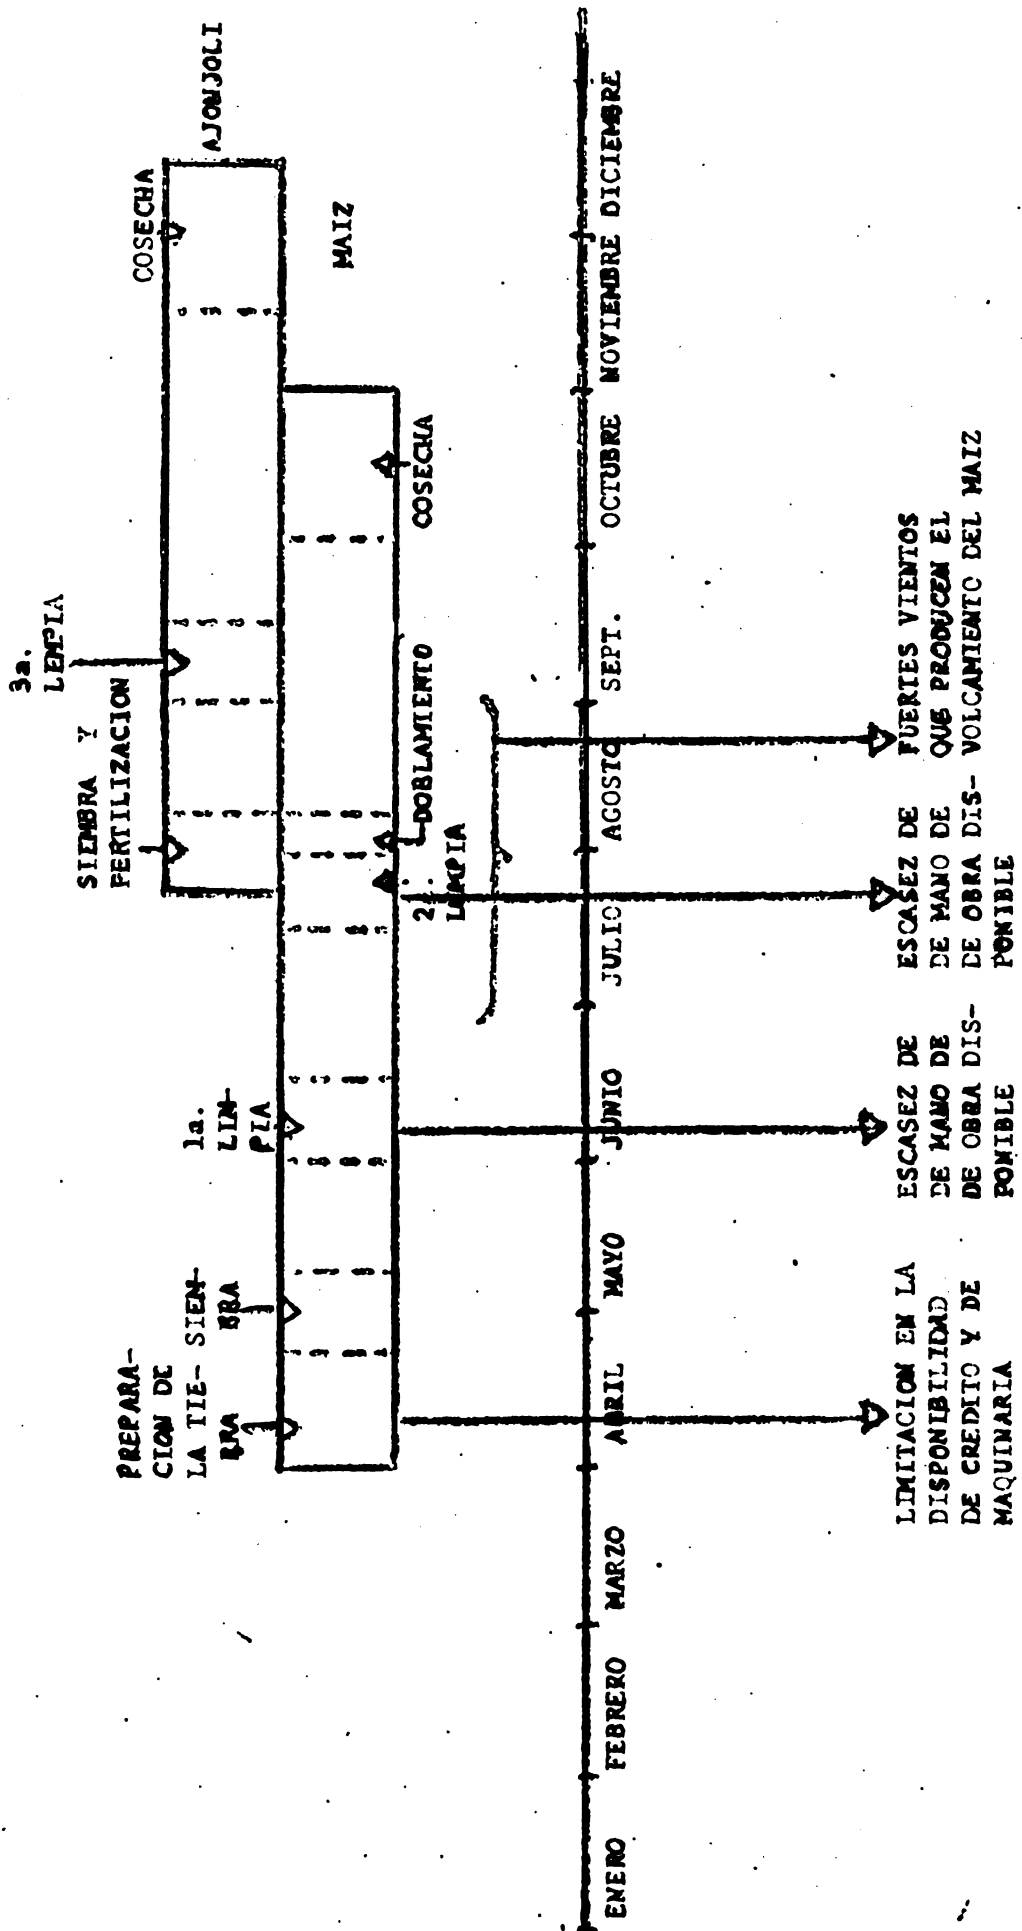 3a.
LEMPIA
SIEMBRA Y
FERTILIZACION
COSECHA
AJONJOLI
PREPARA-
CION DE
LA TIE-
RRA
SIEM-
BRA
1a.
LIM-
PIA
MAIZ
2
LIMPIA
DOBLAMIENTO
COSECHA
ENERO FEBRERO MARZO ABRIL MAYO JUNIO JULIO AGOSTO SEPT. OCTUBRE NOVIEMBRE DICIEMBRE
LIMITACION EN LA
DISPONIBILIDAD
DE CREDITO Y DE
MAQUINARIA
ESCASEZ DE
DE MANO DE
DE OBRA DIS-
PONIBLE
ESCASEZ DE
DE MANO DE
DE OBRA DIS-
PONIBLE
FUERTES VIENTOS
QUE PRODUCEN EL
VOLCAMIENTO DEL MAIZ